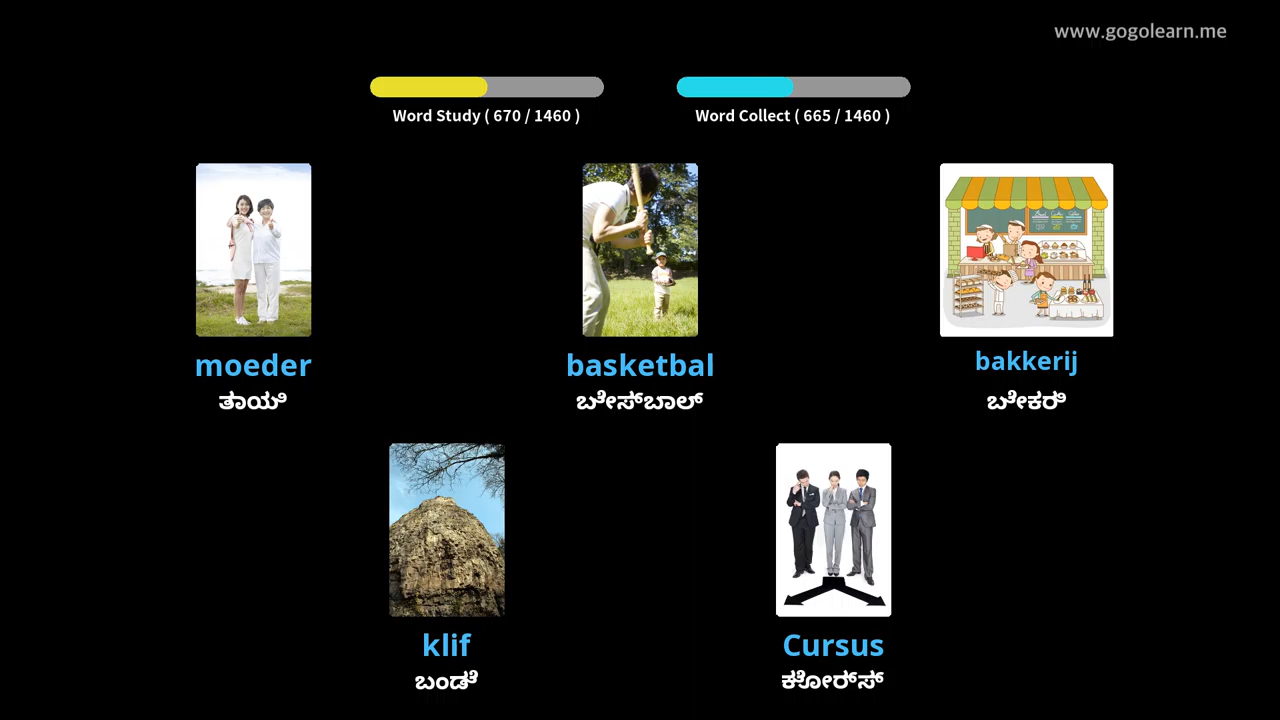 www.gogolearn.me
Word Study ( 670 / 1460 )
Word Collect ( 665 / 1460 )
moeder
basketbal
bakkerij
ತಾಯಿ
ಬೇಸ್‌ಬಾಲ್
ಬೇಕರಿ
klif
Cursus
ಬಂಡೆ
ಕೋರ್ಸ್